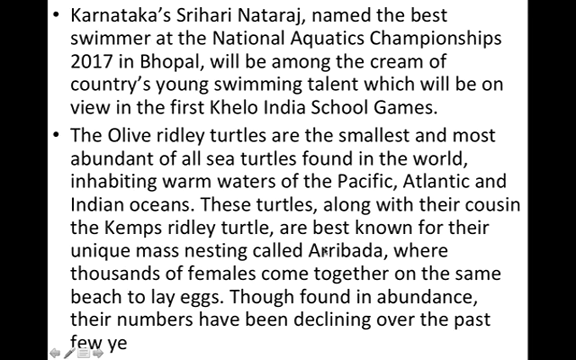 • Karnataka's Srihari Nataraj, named the best
swimmer at the National Aquatics Championships
2017 in Bhopal, will be among the cream of
country's young swimming talent which will be on
view in the first Khelo India School Games.
• The Olive ridley turtles are the smallest and most
abundant of all sea turtles found in the world,
inhabiting warm waters of the Pacific, Atlantic and
Indian oceans. These turtles, along with their cousin
the Kemps ridley turtle, are best known for their
unique mass nesting called Arribada, where
thousands of females come together on the same
beach to lay eggs. Though found in abundance,
their numbers have been declining over the past
few ye